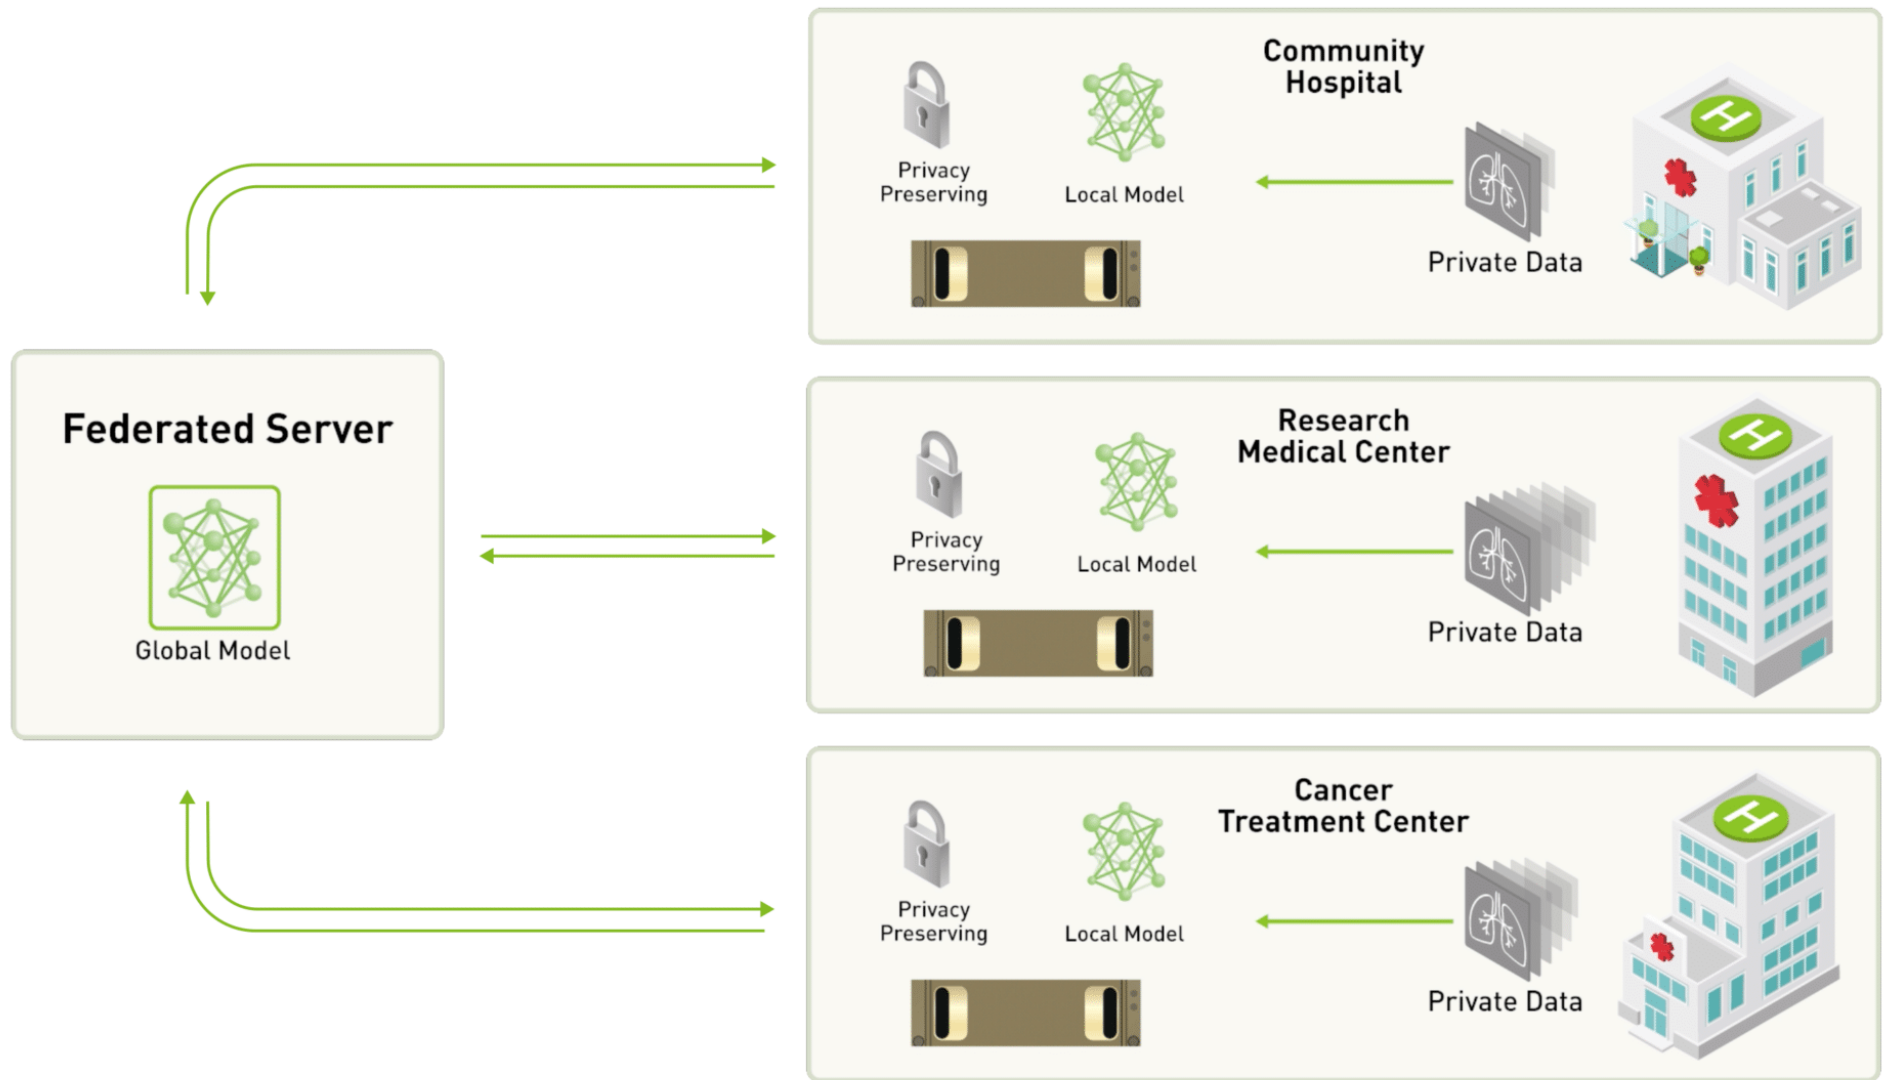 Community
Hospital
Privacy
Preserving
Local Model
Private Data
H
Federated Server
Global Model
Research
Medical Center
Privacy
Preserving
Local Model
Private Data
H
Cancer
Treatment Center
Privacy
Preserving
Local Model
Private Data
H